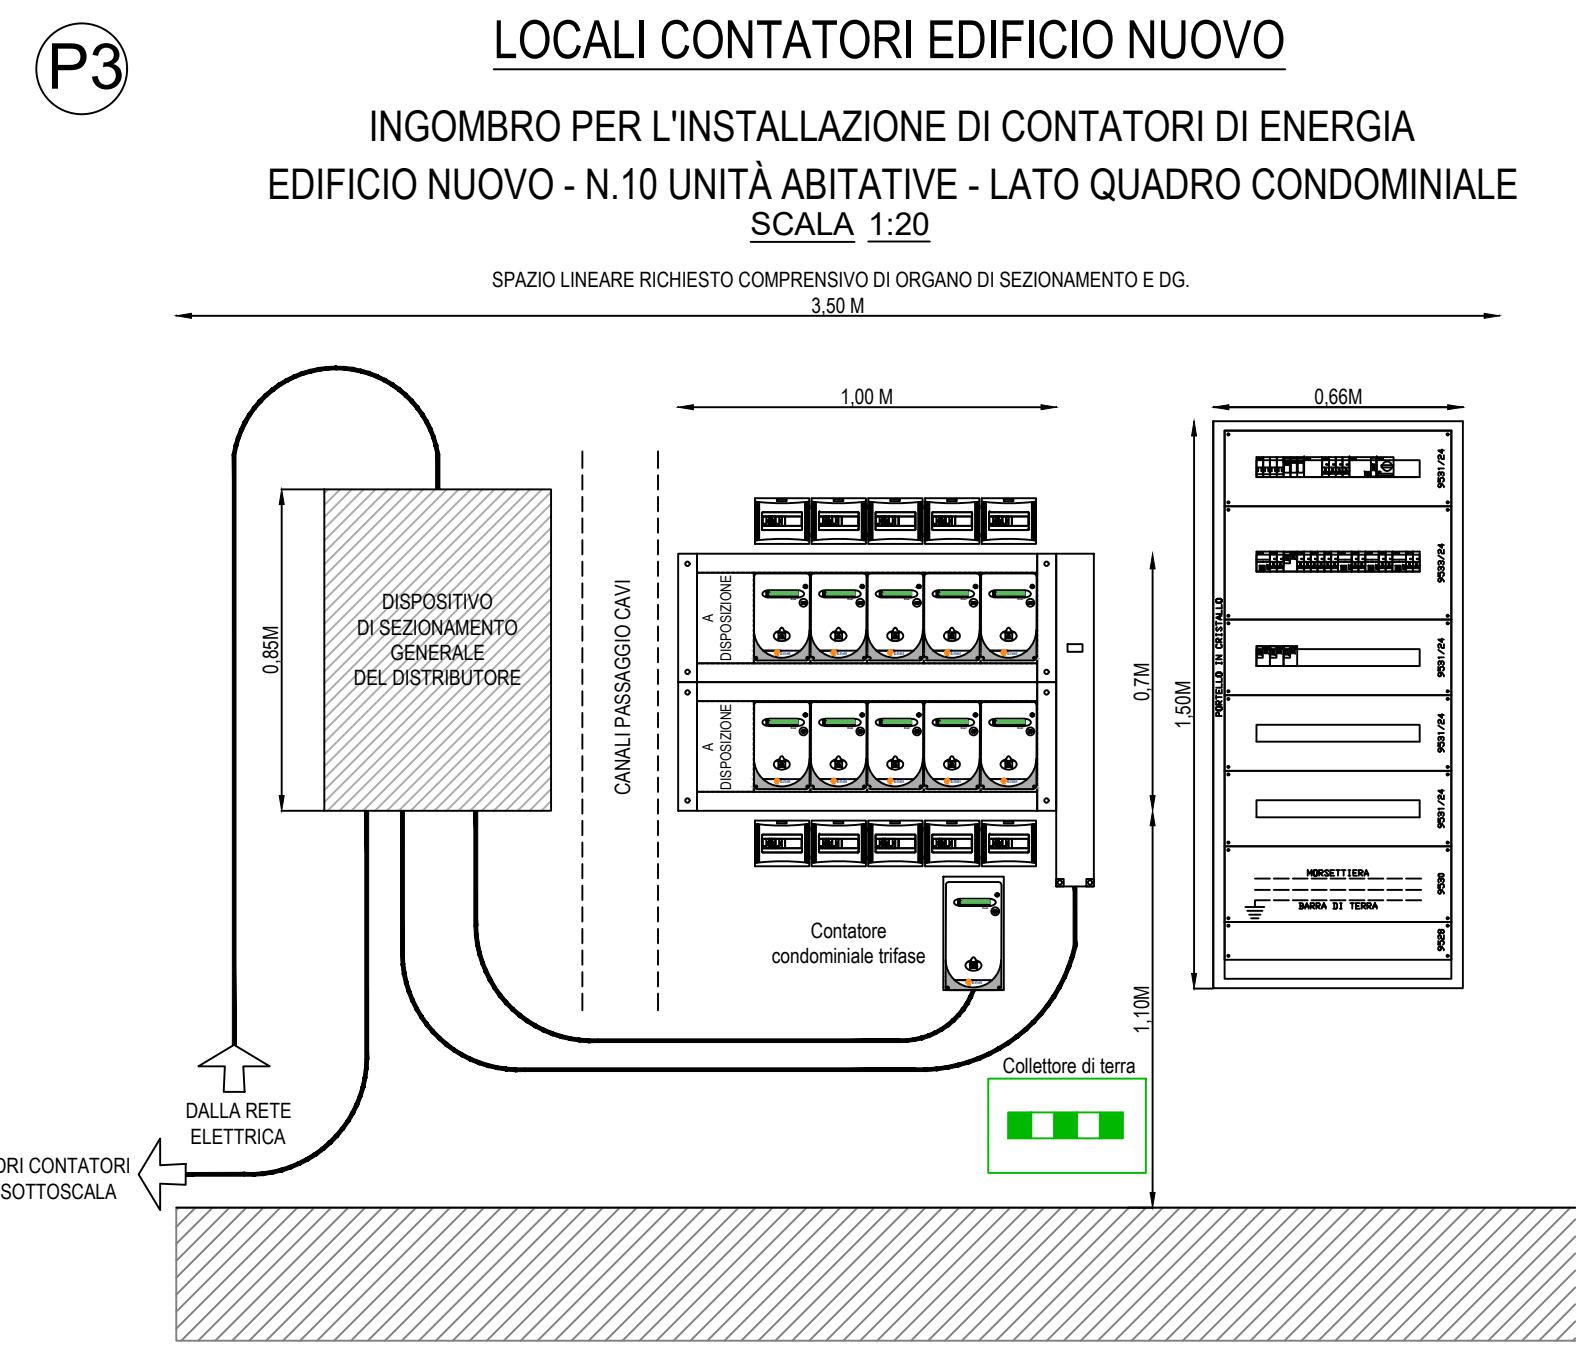 P3
LOCALI CONTATORI EDIFICIO NUOVO
INGOMBRO PER L'INSTALLAZIONE DI CONTATORI DI ENERGIA
EDIFICIO NUOVO - N.10 UNITÀ ABITATIVE - LATO QUADRO CONDOMINIALE
SCALA 1:20
SPAZIO LINEARE RICHIESTO COMPRENSIVO DI ORGANO DI SEZIONAMENTO E DG.
3,50 M
1,00 M
0,66M
0,85M
DISPOSITIVO
DI SEZIONAMENTO
GENERALE
DEL DISTRIBUTORE
CANALI PASSAGGIO CAVI
A
DISPOSIZIONE
A
DISPOSIZIONE
0,7M
1,50M
1,10M
PORTELLO IN CRISTALLO
9531/24
9533/24
9531/24
9531/24
9531/24
MORSETTIERA
BARRA DI TERRA
9530
9528
Contatore
condominiale trifase
Collettore di terra
DALLA RETE
ELETTRICA
ORI CONTATORI
SOTTOSCALA